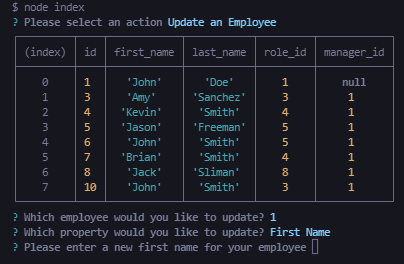 $ node index
? Please select an action Update an Employee
(index) id first_name last_name role_id manager_id
0 1 'John' 'Doe' 1 null
1 3 'Amy' 'Sanchez' 3 1
2 4 'Kevin' 'Smith' 4 1
3 5 'Jason' 'Freeman' 5 1
4 6 'John' 'Smith' 5 1
5 7 'Brian' 'Smith' 4 1
6 8 'Jack' 'Sliman' 8 1
7 10 'John' 'Smith' 3 1
? Which employee would you like to update? 1
? Which property would you like to update? First Name
? Please enter a new first name for your employee